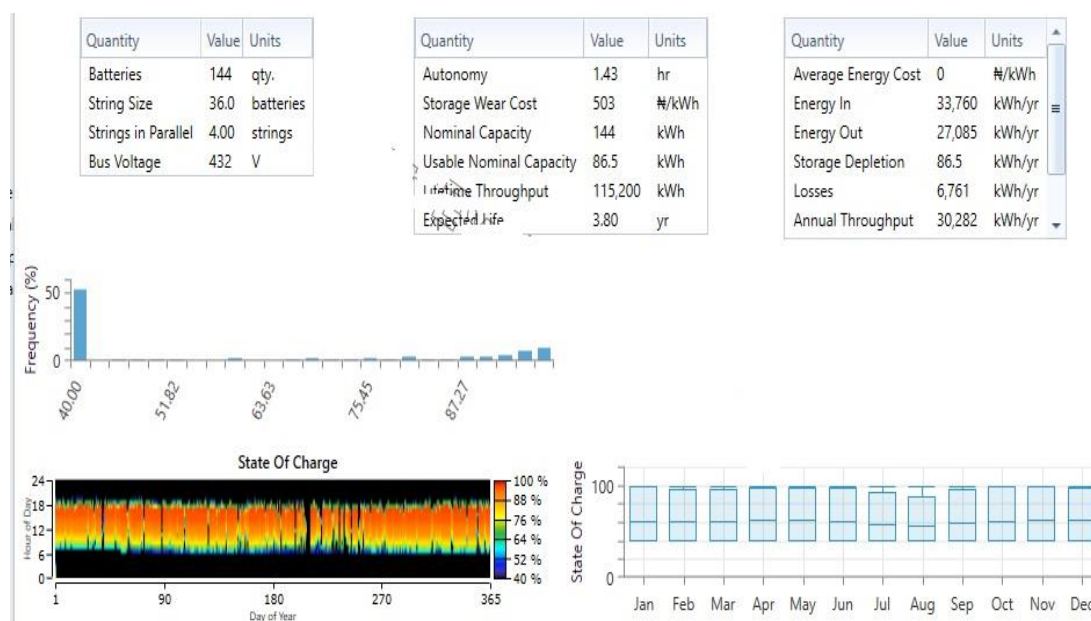 Quantity Value Units
Batteries 144 qty.
String Size 36.0 batteries
Strings in Parallel 4.00 strings
Bus Voltage 432 V
Quantity Value Units
Autonomy 1.43 hr
Storage Wear Cost 503 ₦/kWh
Nominal Capacity 144 kWh
Usable Nominal Capacity 86.5 kWh
Lifetime Throughput 115,200 kWh
Expected Life 3.80 yr
Quantity Value Units
Average Energy Cost 0 ₦/kWh
Energy In 33,760 kWh/yr
Energy Out 27,085 kWh/yr
Storage Depletion 86.5 kWh/yr
Losses 6,761 kWh/yr
Annual Throughput 30,282 kWh/yr
Frequency (%)
50
0
40.00 51.82 63.63 75.45 87.27
State Of Charge
Hour of Day
24
18
12
6
0
1 90 180 270 365
Day of Year
100 %
88 %
76 %
64 %
52 %
40 %
State Of Charge
100
0
Jan Feb Mar Apr May Jun Jul Aug Sep Oct Nov Dec